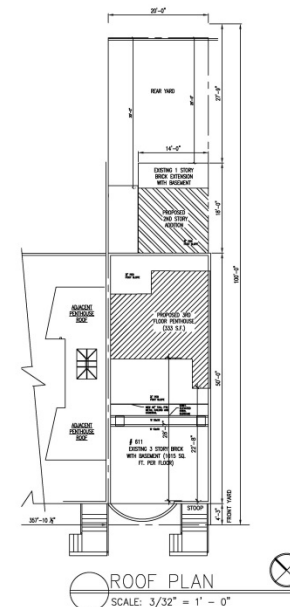 20'-0"
REAR YARD
27'-9"
14'-0"
EXISTING 1 STORY
BRICK EXTENSION
WITH BASEMENT
PROPOSED
2ND STORY
ADDITION
18'-0"
100'-0"
ADJACENT
PENTHOUSE
ROOF
PROPOSED 3RD
FLOOR PENTHOUSE
(333 S.F.)
50'-0"
ADJACENT
PENTHOUSE
ROOF
# 611
EXISTING 3 STORY BRICK
WITH BASEMENT (1015 SQ.
FT. PER FLOOR)
22'-8"
STOOP
4'-3"
FRONT YARD
357'-10 ½"
ROOF PLAN
SCALE: 3/32" = 1' - 0"